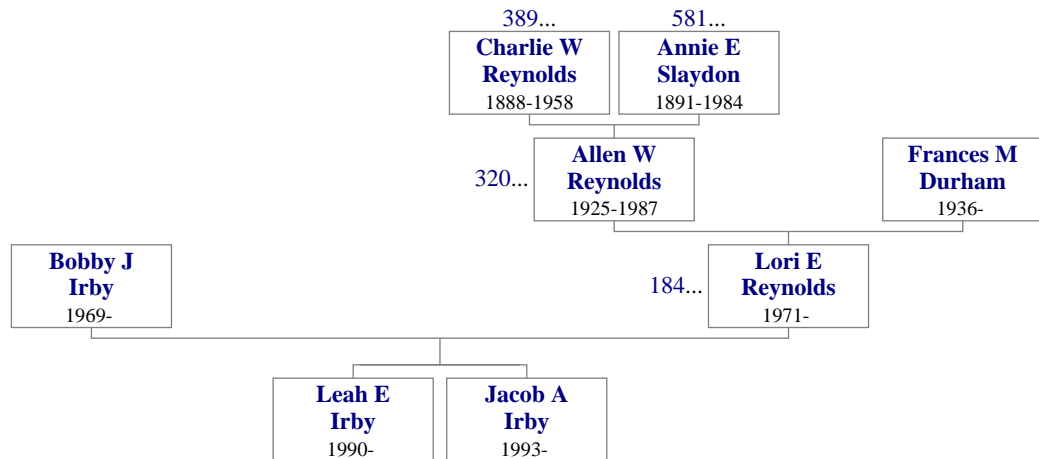 389... 581...
Charlie W Annie E
Reynolds Slaydon
1888-1958 1891-1984
Allen W Frances M
320... Reynolds Durham
1925-1987 1936-
Bobby J Lori E
Irby 184... Reynolds
1969- 1971-
Leah E Jacob A
Irby Irby
1990- 1993-